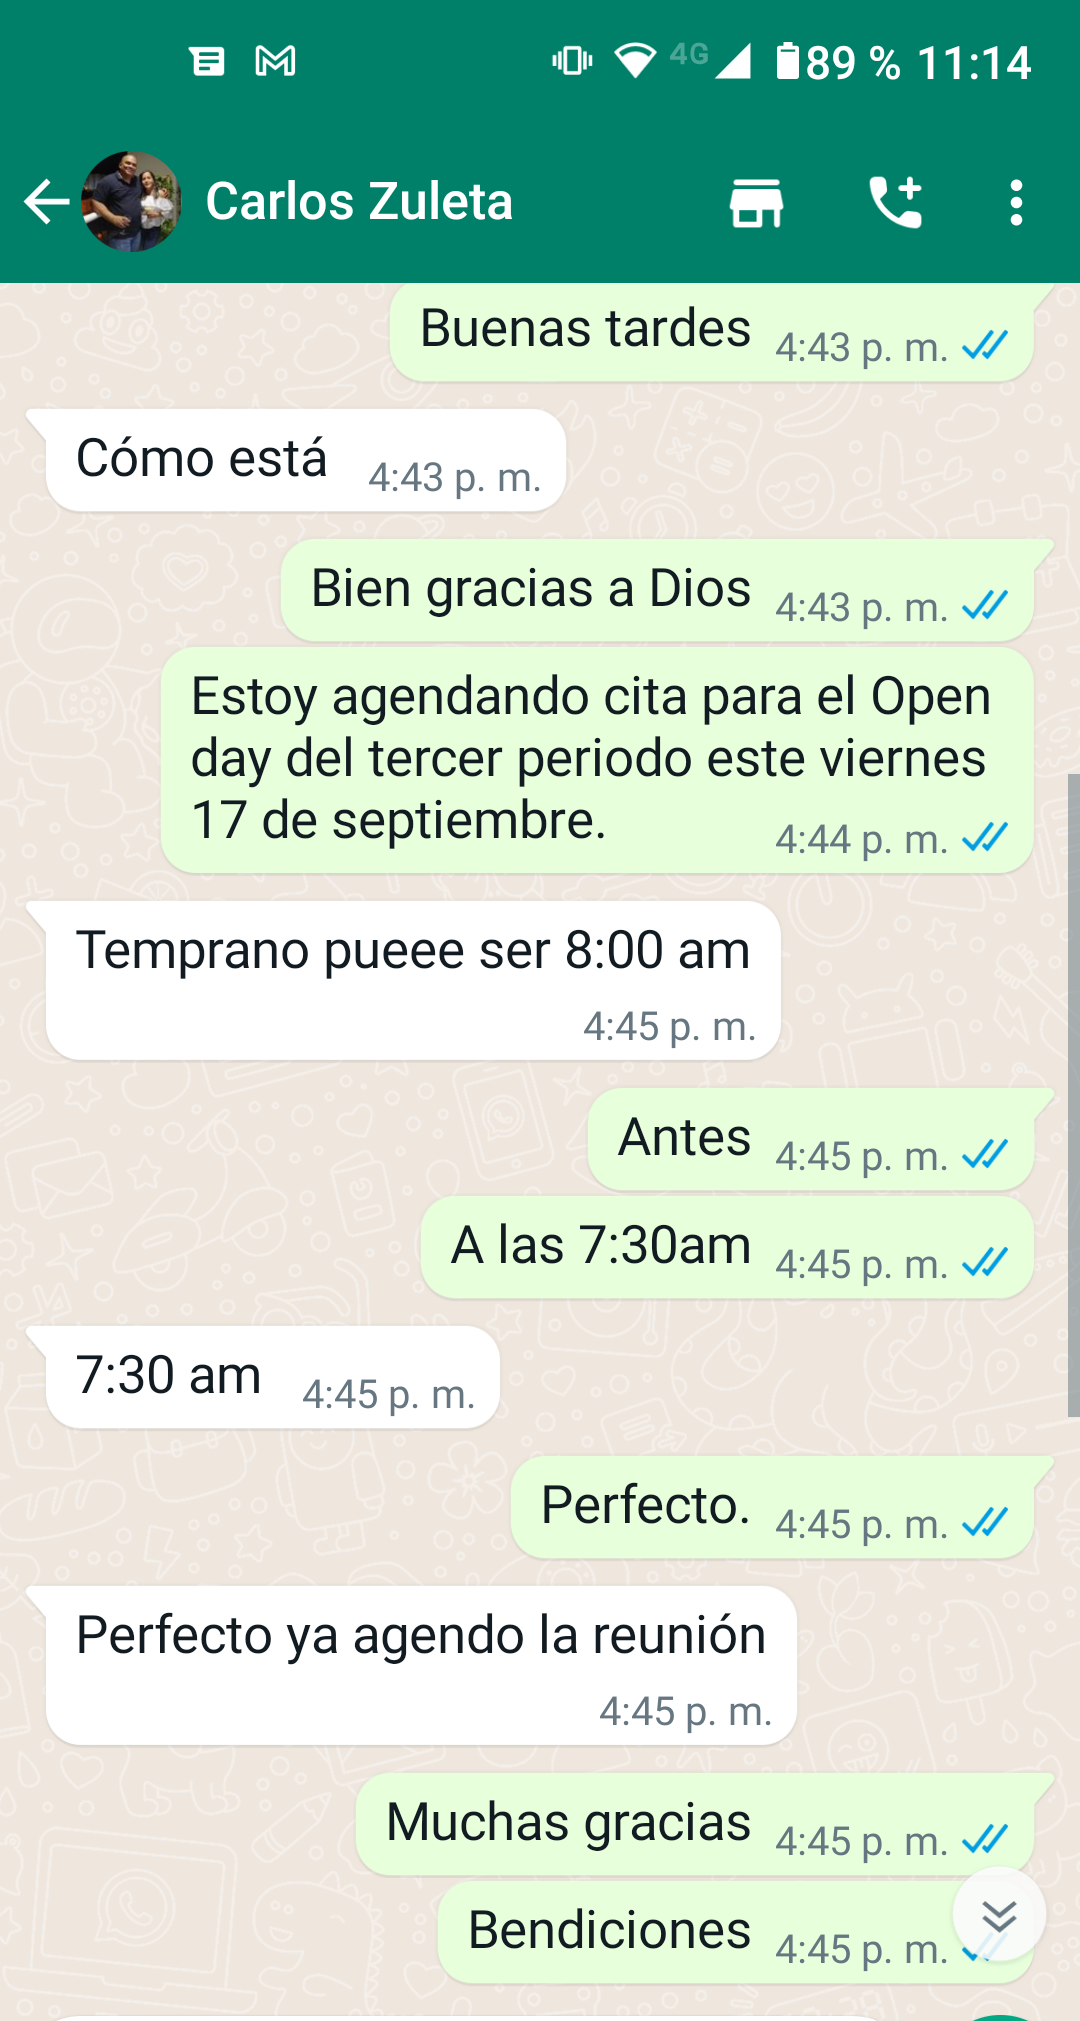 4G 89 % 11:14
Carlos Zuleta
Buenas tardes 4:43 p. m.
Cómo está 4:43 p. m.
Bien gracias a Dios 4:43 p. m.
Estoy agendando cita para el Open
day del tercer periodo este viernes
17 de septiembre. 4:44 p. m.
Temprano pueee ser 8:00 am
4:45 p. m.
Antes 4:45 p. m.
A las 7:30am 4:45 p. m.
7:30 am 4:45 p. m.
Perfecto. 4:45 p. m.
Perfecto ya agendo la reunión
4:45 p. m.
Muchas gracias 4:45 p. m.
Bendiciones 4:45 p. m.